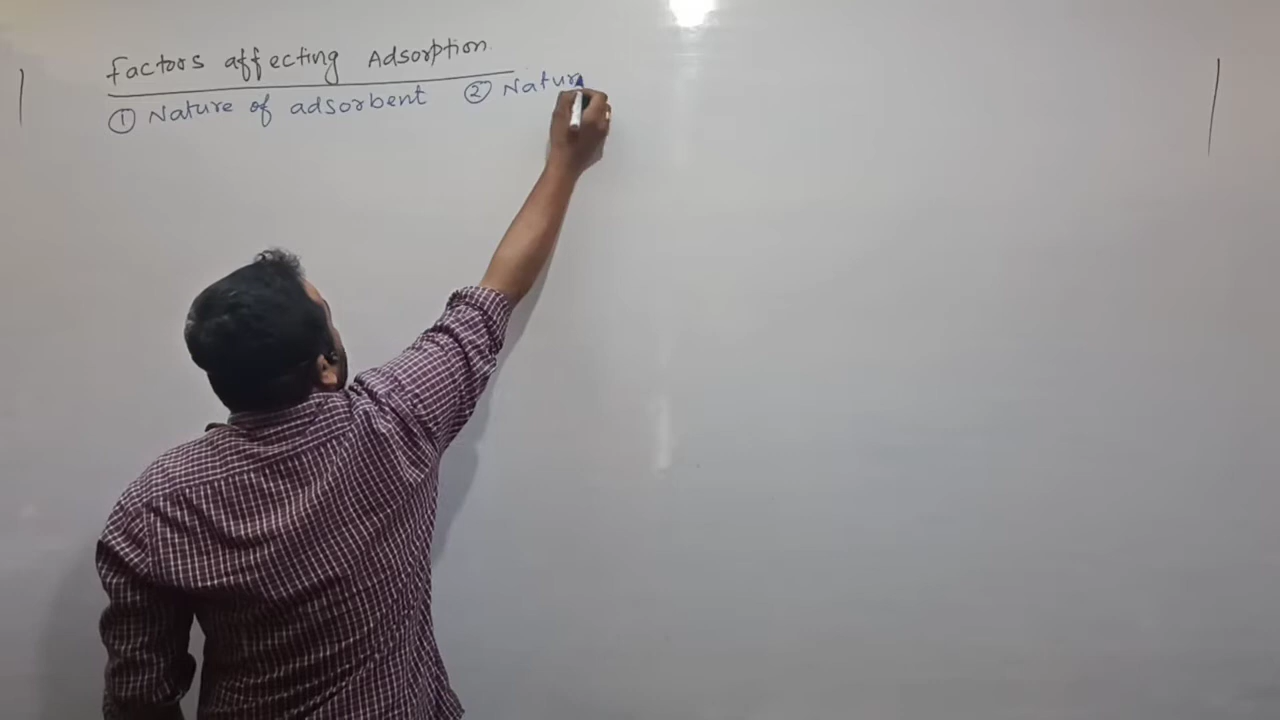 Factors affecting Adsorption.
① Nature of adsorbent ② Natur